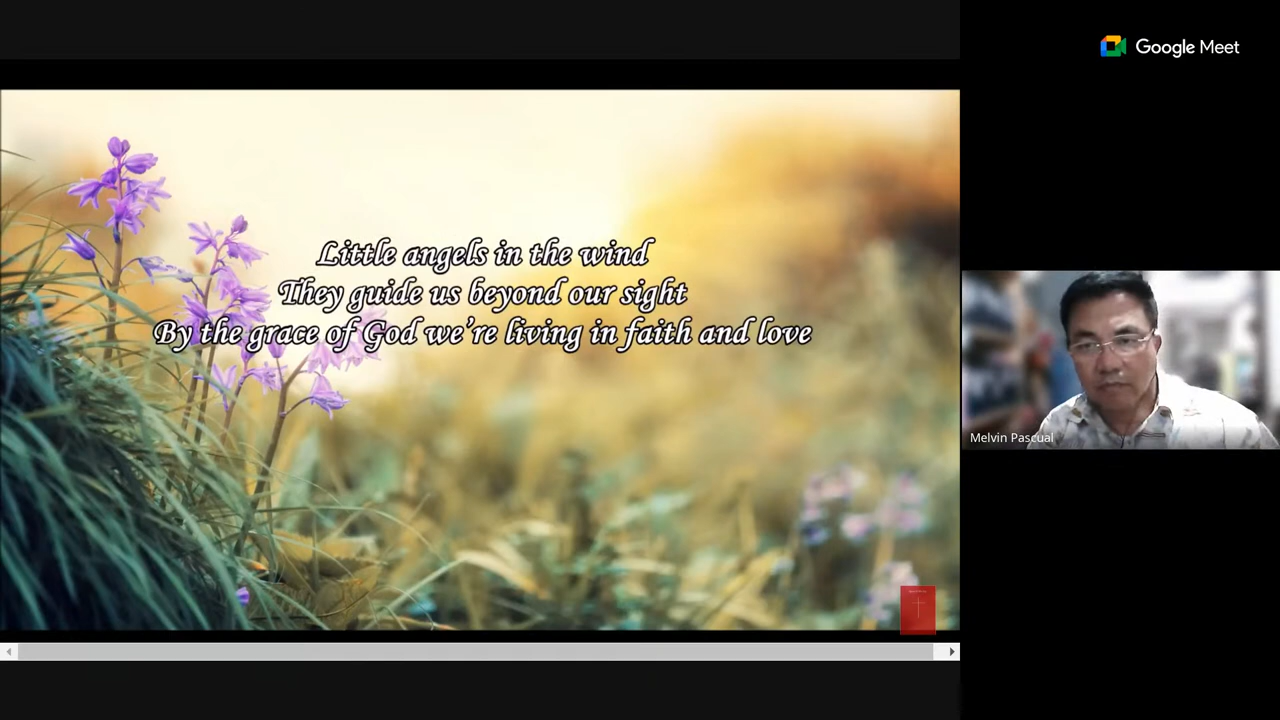 Google Meet
Little angels in the wind
They guide us beyond our sight
By the grace of God we're living in faith and love
Melvin Pascual